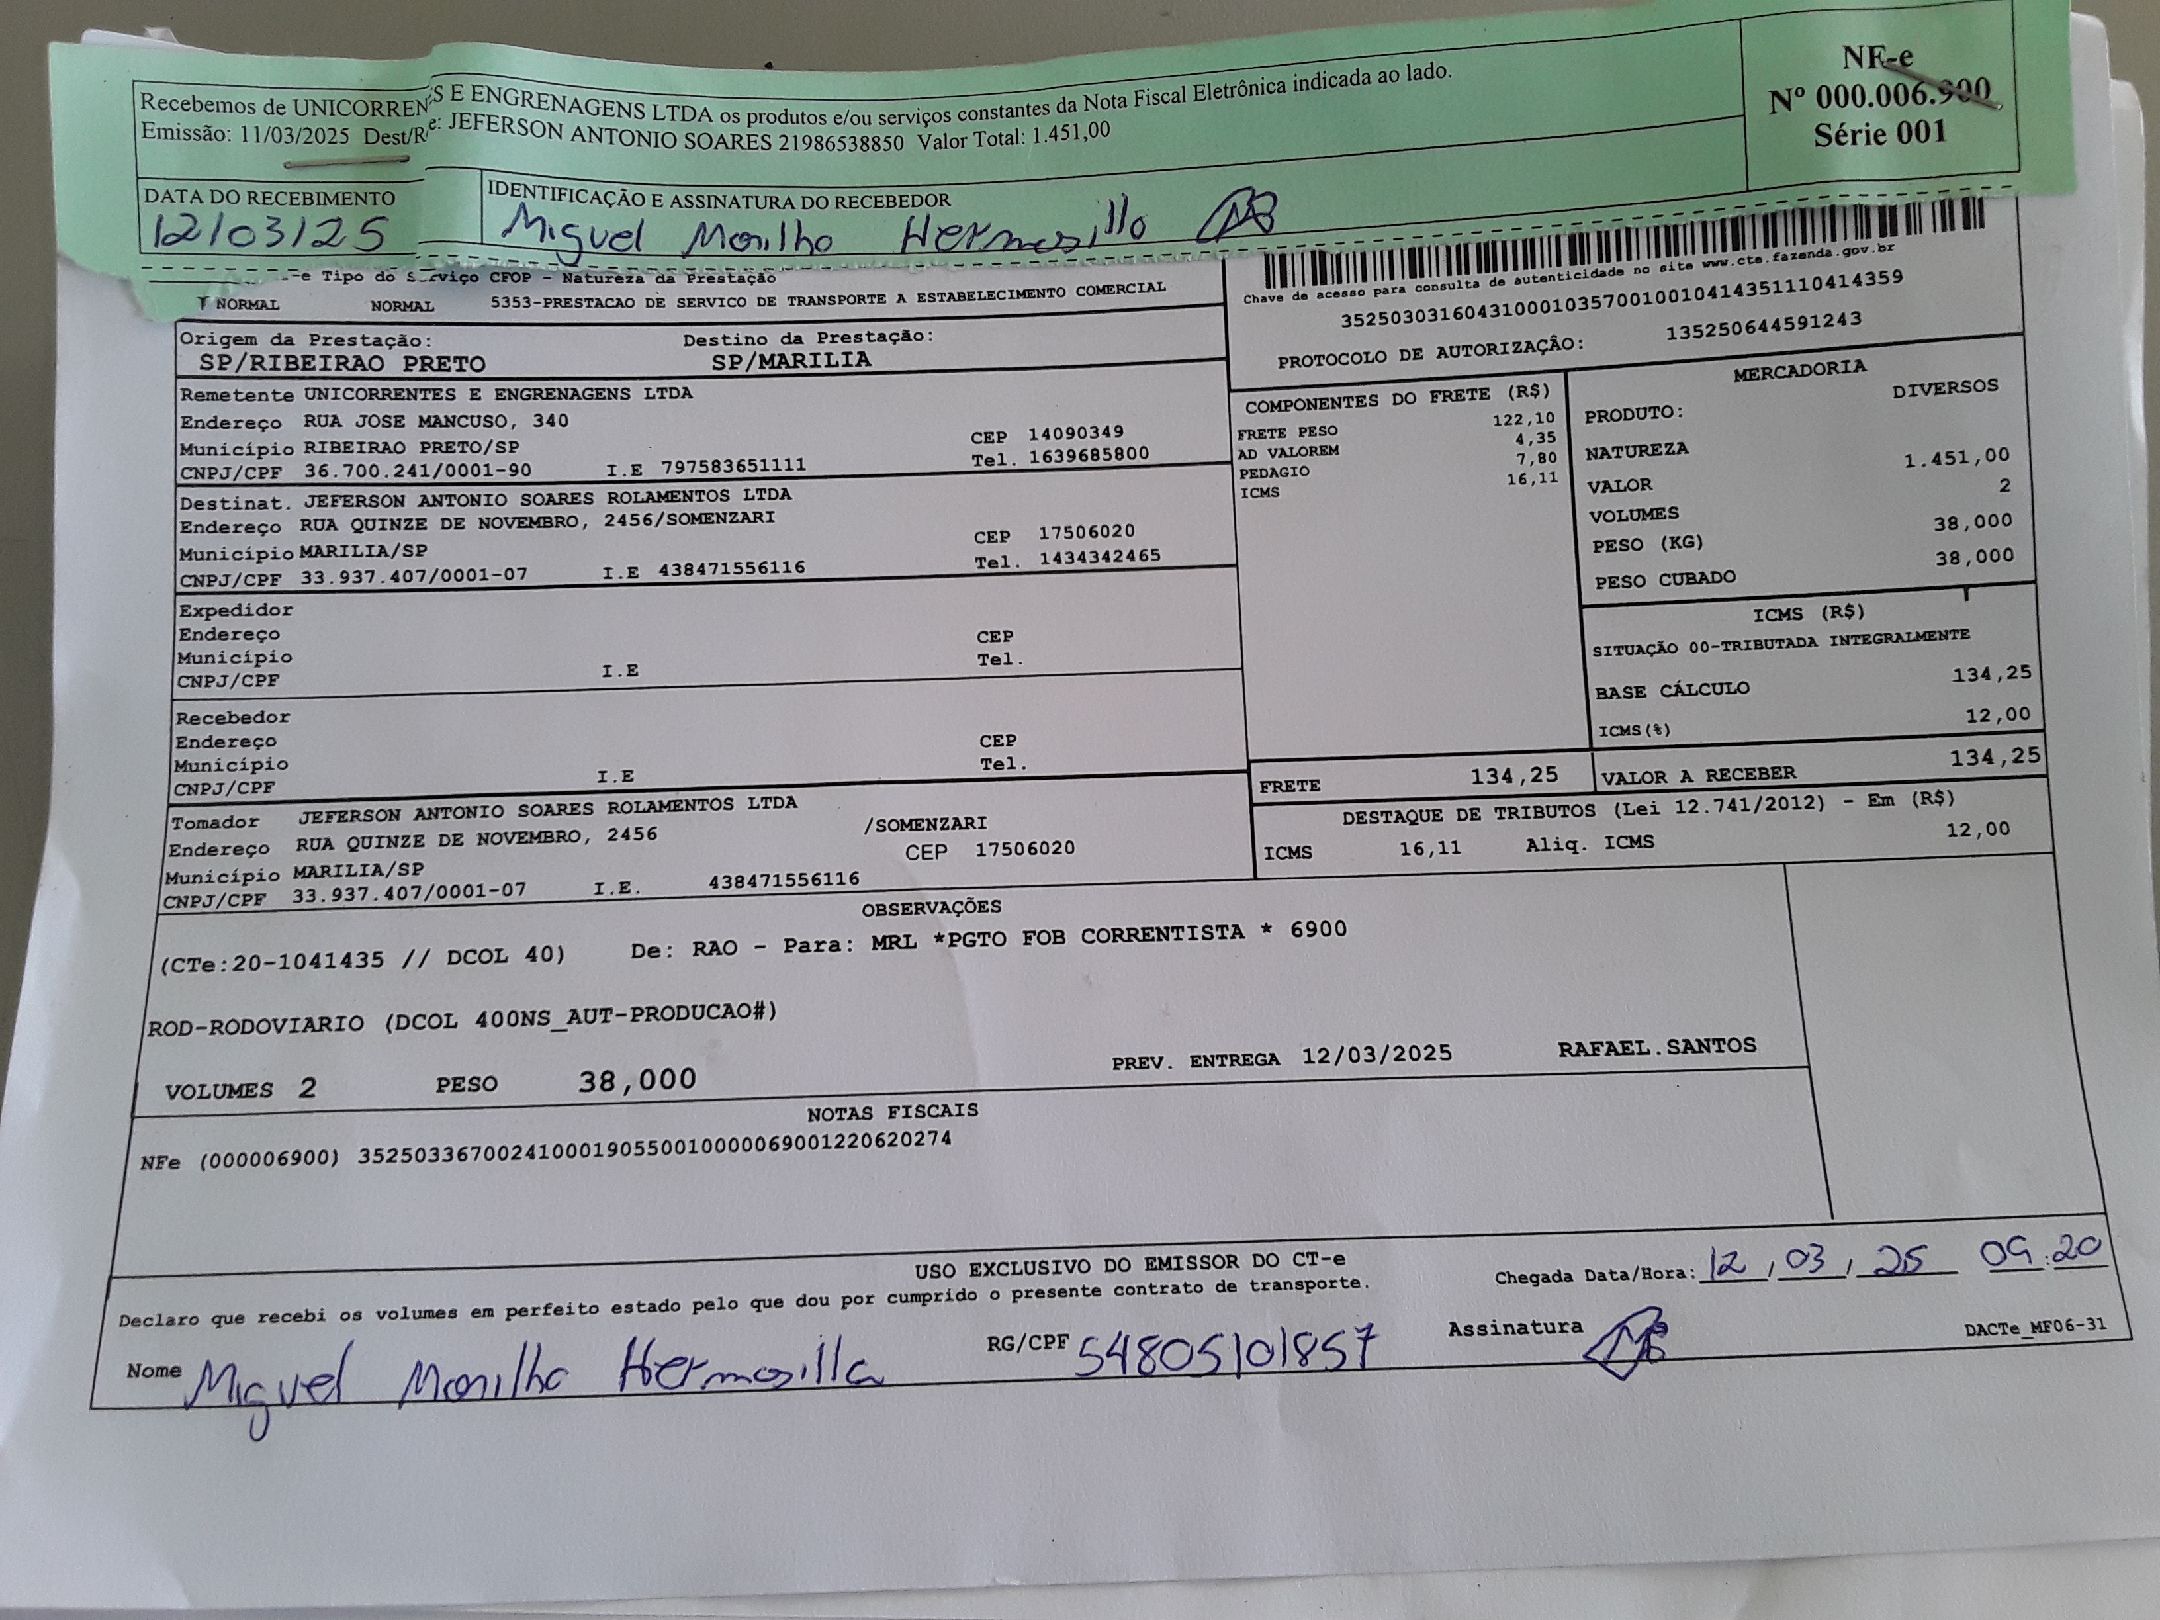 Recebemos de UNICORRENTES E ENGRENAGENS LTDA os produtos e/ou serviços constantes da Nota Fiscal Eletrônica indicada ao lado.
Emissão: 11/03/2025 Dest/Re: JEFERSON ANTONIO SOARES 21986538850 Valor Total: 1.451,00
NF-e
Nº 000.006.900
Série 001
DATA DO RECEBIMENTO
12/03/25
IDENTIFICAÇÃO E ASSINATURA DO RECEBEDOR
Miguel Morilho Hermosillo
Tipo do Serviço CFOP - Natureza da Prestação
NORMAL NORMAL 5353-PRESTACAO DE SERVICO DE TRANSPORTE A ESTABELECIMENTO COMERCIAL
Chave de acesso para consulta de autenticidade no site www.cte.fazenda.gov.br
35250303160431000103570010010414351110414359
PROTOCOLO DE AUTORIZAÇÃO: 135250644591243
Origem da Prestação: Destino da Prestação:
SP/RIBEIRAO PRETO SP/MARILIA
Remetente UNICORRENTES E ENGRENAGENS LTDA
Endereço RUA JOSE MANCUSO, 340
Município RIBEIRAO PRETO/SP CEP 14090349
CNPJ/CPF 36.700.241/0001-90 I.E 797583651111 Tel. 1639685800
Destinat. JEFERSON ANTONIO SOARES ROLAMENTOS LTDA
Endereço RUA QUINZE DE NOVEMBRO, 2456/SOMENZARI
Município MARILIA/SP CEP 17506020
CNPJ/CPF 33.937.407/0001-07 I.E 438471556116 Tel. 1434342465
Expedidor
Endereço
Município CEP
CNPJ/CPF I.E Tel.
Recebedor
Endereço
Município CEP
CNPJ/CPF I.E Tel.
Tomador JEFERSON ANTONIO SOARES ROLAMENTOS LTDA
Endereço RUA QUINZE DE NOVEMBRO, 2456 /SOMENZARI
Município MARILIA/SP CEP 17506020
CNPJ/CPF 33.937.407/0001-07 I.E. 438471556116
COMPONENTES DO FRETE (R$)
FRETE PESO 122,10
AD VALOREM 4,35
PEDAGIO 7,80
ICMS 16,11
MERCADORIA
PRODUTO: DIVERSOS
NATUREZA
VALOR 1.451,00
VOLUMES 2
PESO (KG) 38,000
PESO CUBADO 38,000
ICMS (R$)
SITUAÇÃO 00-TRIBUTADA INTEGRALMENTE
BASE CÁLCULO 134,25
ICMS(%) 12,00
FRETE 134,25 VALOR A RECEBER 134,25
DESTAQUE DE TRIBUTOS (Lei 12.741/2012) - Em (R$)
ICMS 16,11 Aliq. ICMS 12,00
OBSERVAÇÕES
(CTe:20-1041435 // DCOL 40) De: RAO - Para: MRL *PGTO FOB CORRENTISTA * 6900
ROD-RODOVIARIO (DCOL 400NS_AUT-PRODUCAO#)
VOLUMES 2 PESO 38,000 PREV. ENTREGA 12/03/2025 RAFAEL.SANTOS
NOTAS FISCAIS
NFe (000006900) 35250336700241000190550010000069001220620274
USO EXCLUSIVO DO EMISSOR DO CT-e
Declaro que recebi os volumes em perfeito estado pelo que dou por cumprido o presente contrato de transporte.
Chegada Data/Hora: 12 , 03 , 25 09:20
Nome Miguel Morilho Hermosilla RG/CPF 54805101857 Assinatura
DACTe_MF06-31